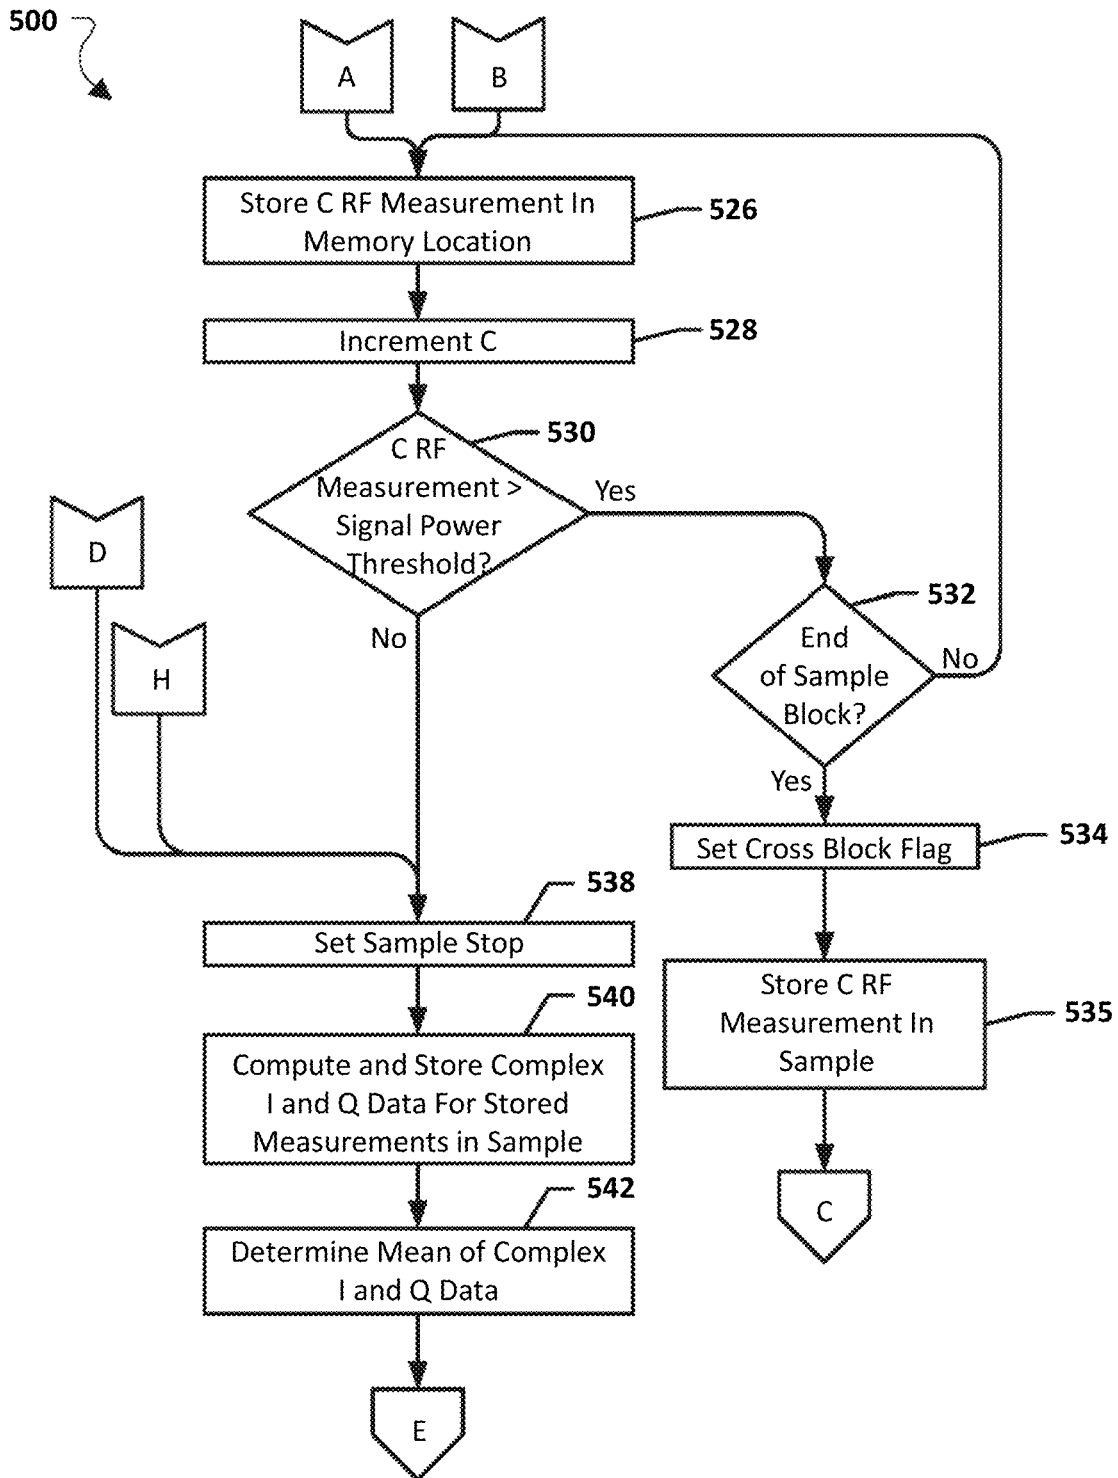 500
A
B
Store C RF Measurement In
Memory Location
526
Increment C
528
C RF
Measurement >
Signal Power
Threshold?
530
Yes
No
D
H
End
of Sample
Block?
532
No
Yes
Set Cross Block Flag
534
Store C RF
Measurement In
Sample
535
C
Set Sample Stop
538
Compute and Store Complex
I and Q Data For Stored
Measurements in Sample
540
Determine Mean of Complex
I and Q Data
542
E